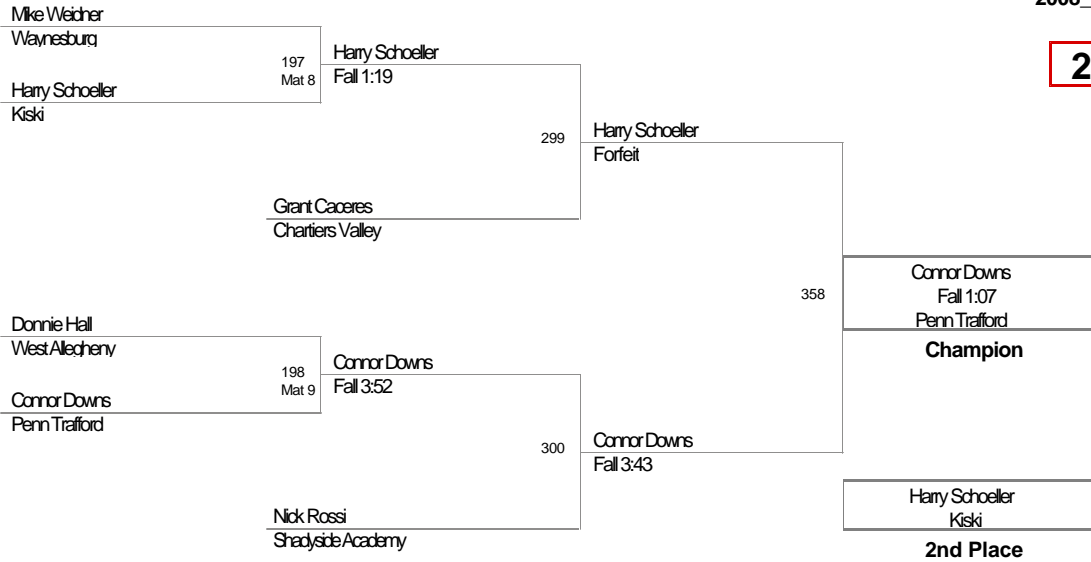 2008_
2
Mike Weidner
Waynesburg
197
Mat 8
Harry Schoeller
Fall 1:19
Harry Schoeller
Kiski
299
Harry Schoeller
Forfeit
Grant Caceres
Chartiers Valley
358
Connor Downs
Fall 1:07
Penn Trafford
Champion
Donnie Hall
West Allegheny
198
Mat 9
Connor Downs
Fall 3:52
Connor Downs
Penn Trafford
300
Connor Downs
Fall 3:43
Nick Rossi
Shadyside Academy
Harry Schoeller
Kiski
2nd Place